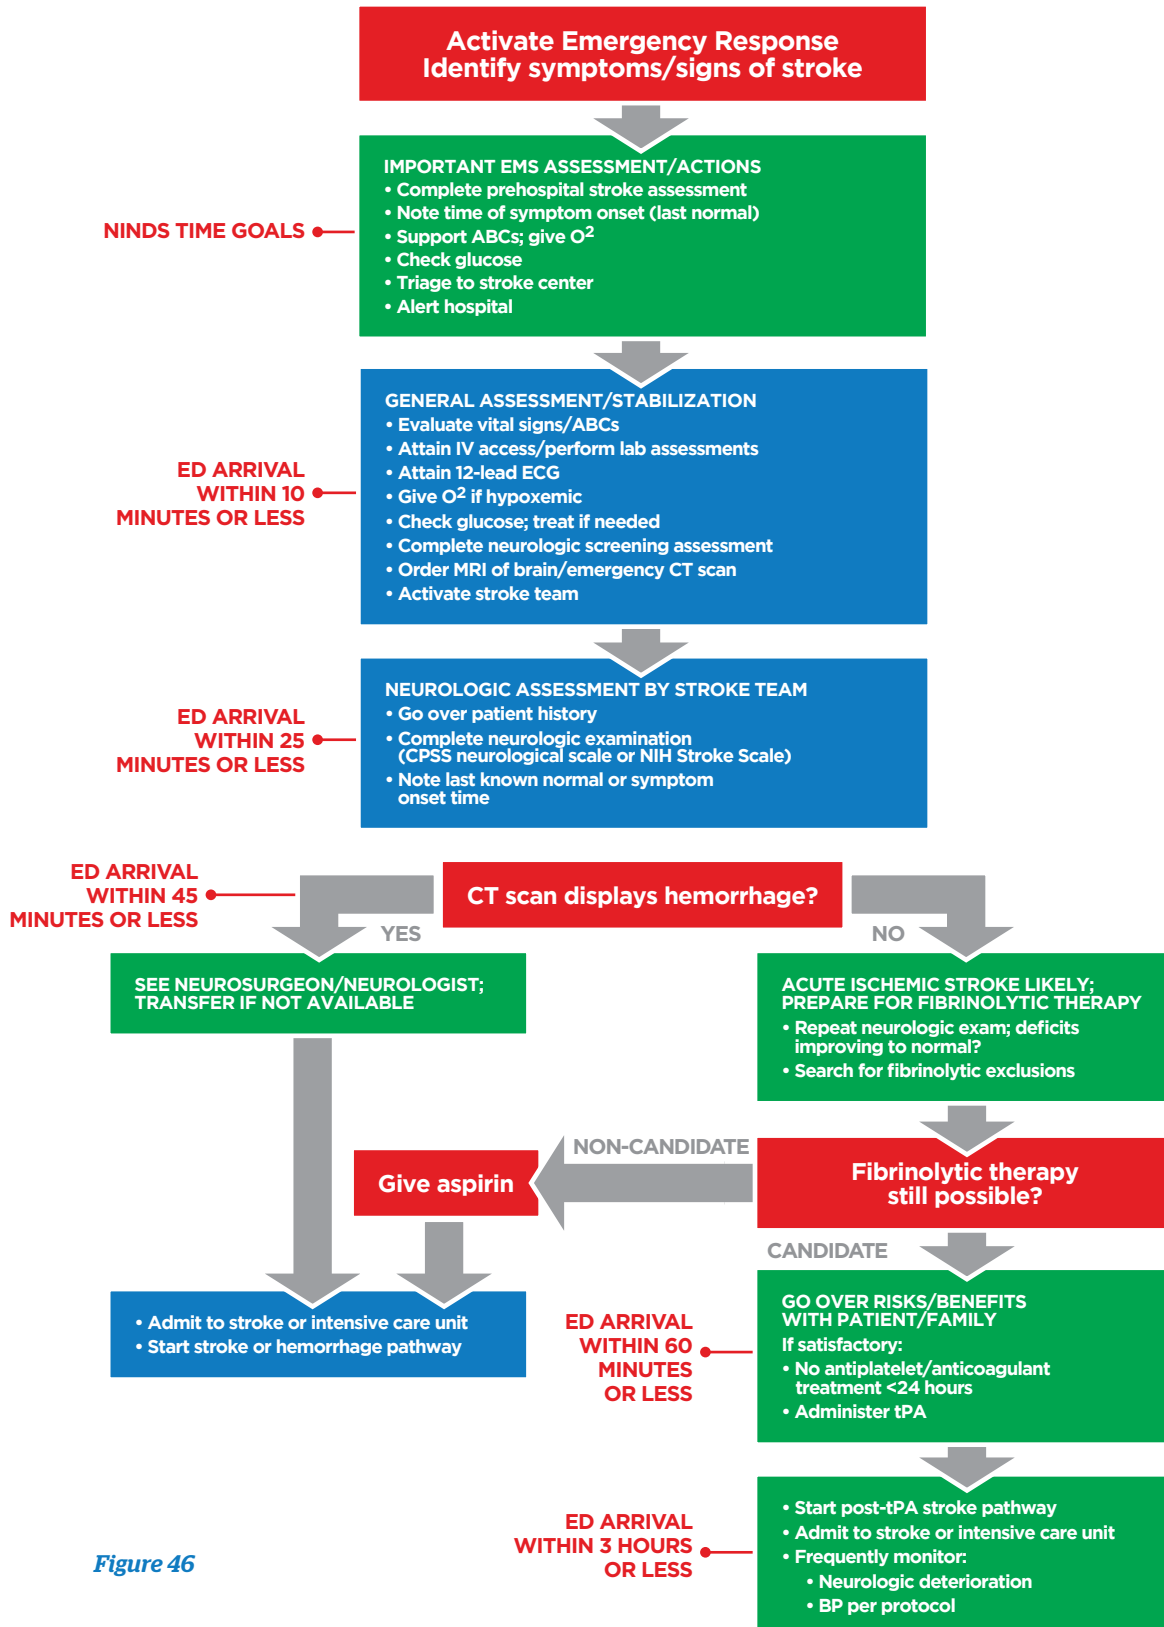 Activate Emergency Response
Identify symptoms/signs of stroke
NINDS TIME GOALS
IMPORTANT EMS ASSESSMENT/ACTIONS
• Complete prehospital stroke assessment
• Note time of symptom onset (last normal)
• Support ABCs; give O2
• Check glucose
• Triage to stroke center
• Alert hospital
ED ARRIVAL
WITHIN 10
MINUTES OR LESS
GENERAL ASSESSMENT/STABILIZATION
• Evaluate vital signs/ABCs
• Attain IV access/perform lab assessments
• Attain 12-lead ECG
• Give O2 if hypoxemic
• Check glucose; treat if needed
• Complete neurologic screening assessment
• Order MRI of brain/emergency CT scan
• Activate stroke team
ED ARRIVAL
WITHIN 25
MINUTES OR LESS
NEUROLOGIC ASSESSMENT BY STROKE TEAM
• Go over patient history
• Complete neurologic examination
(CPSS neurological scale or NIH Stroke Scale)
• Note last known normal or symptom
onset time
ED ARRIVAL
WITHIN 45
MINUTES OR LESS
CT scan displays hemorrhage?
YES
NO
SEE NEUROSURGEON/NEUROLOGIST;
TRANSFER IF NOT AVAILABLE
ACUTE ISCHEMIC STROKE LIKELY;
PREPARE FOR FIBRINOLYTIC THERAPY
• Repeat neurologic exam; deficits
improving to normal?
• Search for fibrinolytic exclusions
NON-CANDIDATE
Give aspirin
Fibrinolytic therapy
still possible?
CANDIDATE
• Admit to stroke or intensive care unit
• Start stroke or hemorrhage pathway
ED ARRIVAL
WITHIN 60
MINUTES
OR LESS
GO OVER RISKS/BENEFITS
WITH PATIENT/FAMILY
If satisfactory:
• No antiplatelet/anticoagulant
treatment <24 hours
• Administer tPA
ED ARRIVAL
WITHIN 3 HOURS
OR LESS
• Start post-tPA stroke pathway
• Admit to stroke or intensive care unit
• Frequently monitor:
• Neurologic deterioration
• BP per protocol
Figure 46